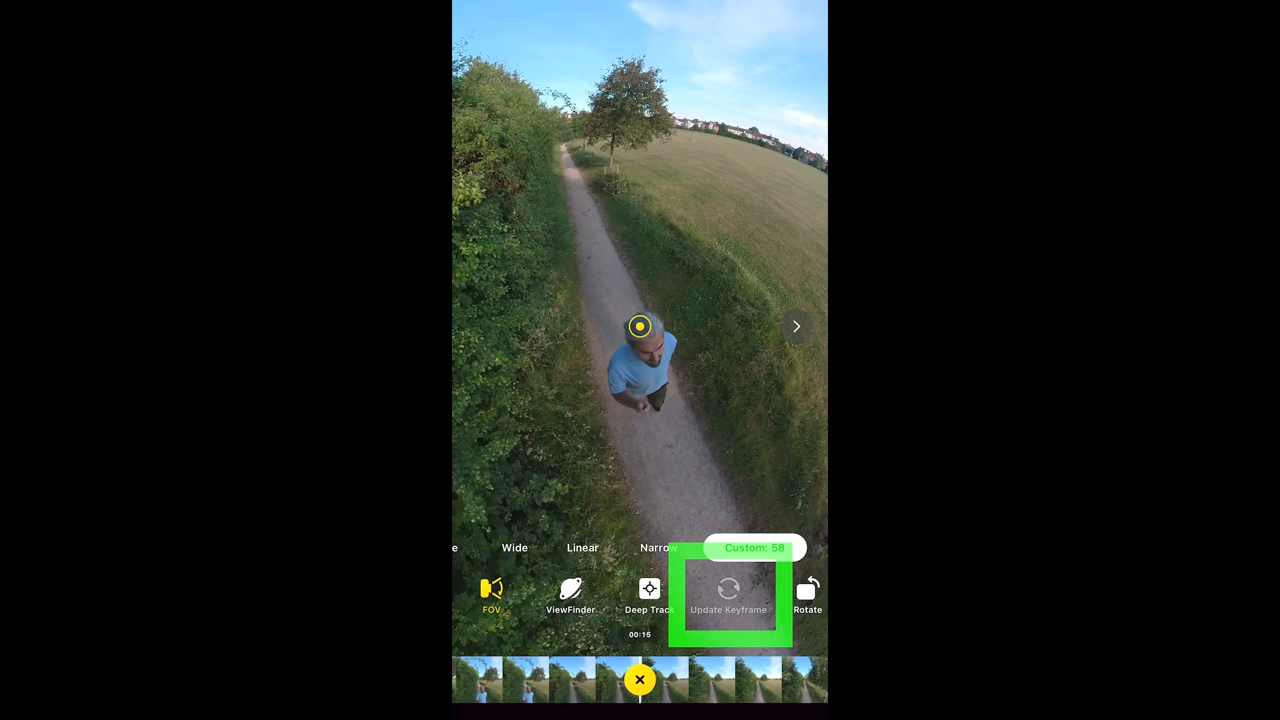 e Wide Linear Narrow Custom: 58
FOV ViewFinder Deep Track Update Keyframe Rotate
00:16